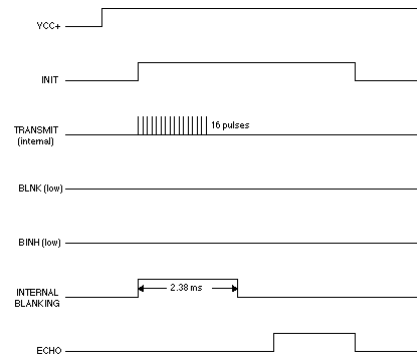 VCC+
INIT
TRANSMIT
(internal)
16 pulses
BLNK (low)
BINH (low)
INTERNAL
BLANKING
2.38 ms
ECHO